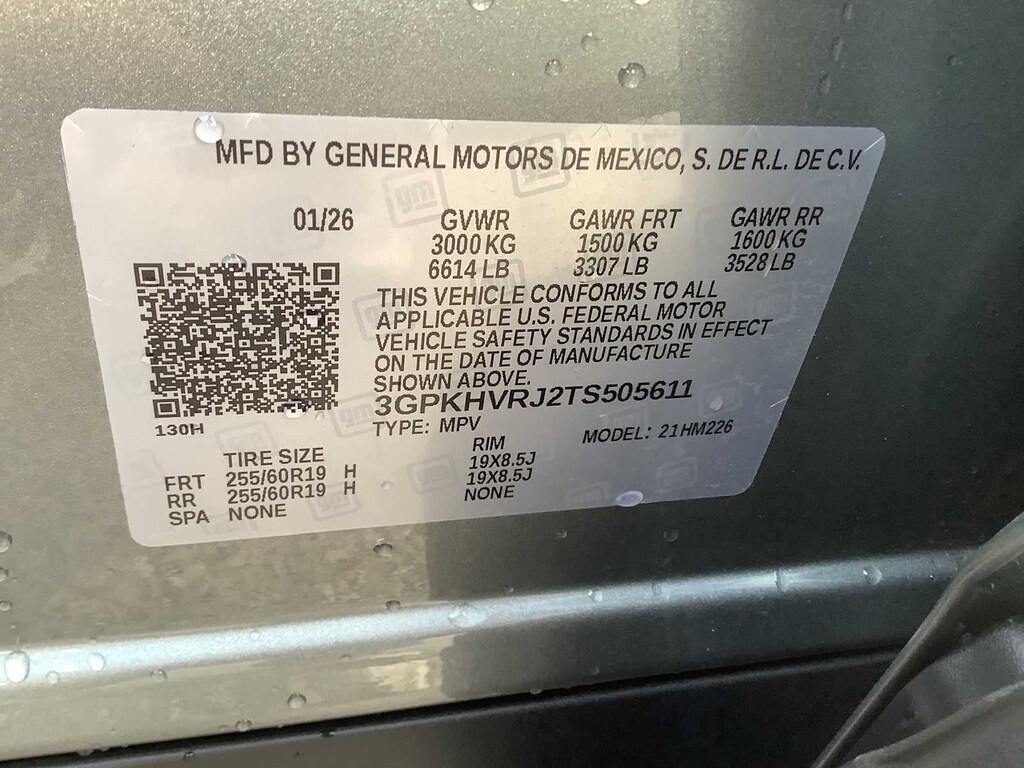 MFD BY GENERAL MOTORS DE MEXICO, S. DE R.L. DE C.V.
01/26 GVWR GAWR FRT GAWR RR
3000 KG 1500 KG 1600 KG
6614 LB 3307 LB 3528 LB
THIS VEHICLE CONFORMS TO ALL
APPLICABLE U.S. FEDERAL MOTOR
VEHICLE SAFETY STANDARDS IN EFFECT
ON THE DATE OF MANUFACTURE
SHOWN ABOVE.
3GPKHVRJ2TS505611
130H
TYPE: MPV MODEL: 21HM226
TIRE SIZE RIM
FRT 255/60R19 H 19X8.5J
RR 255/60R19 H 19X8.5J
SPA NONE NONE